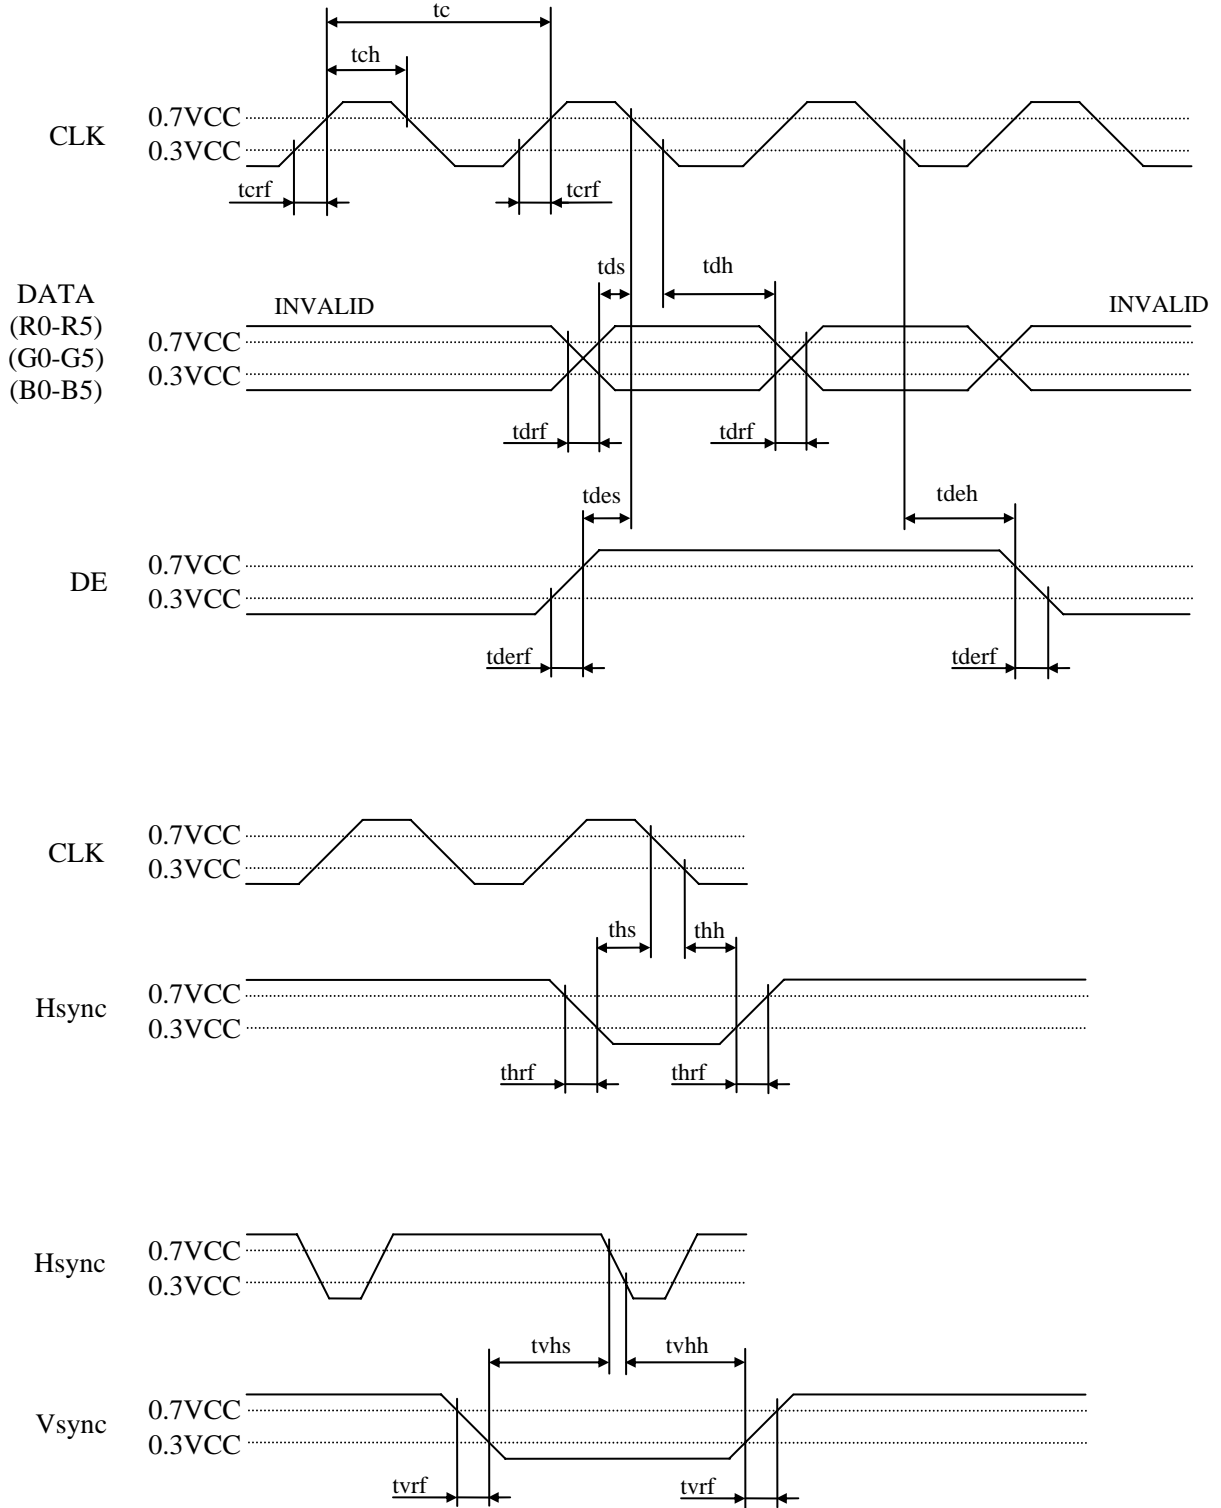 tc
tch
0.7VCC
CLK
0.3VCC
tcrf
tcrf
tds
tdh
DATA
(R0-R5)
(G0-G5)
(B0-B5)
INVALID
INVALID
0.7VCC
0.3VCC
tdrf
tdrf
tdes
tdeh
0.7VCC
DE
0.3VCC
tderf
tderf
0.7VCC
CLK
0.3VCC
ths
thh
0.7VCC
Hsync
0.3VCC
thrf
thrf
0.7VCC
Hsync
0.3VCC
tvhs
tvhh
0.7VCC
Vsync
0.3VCC
tvrf
tvrf